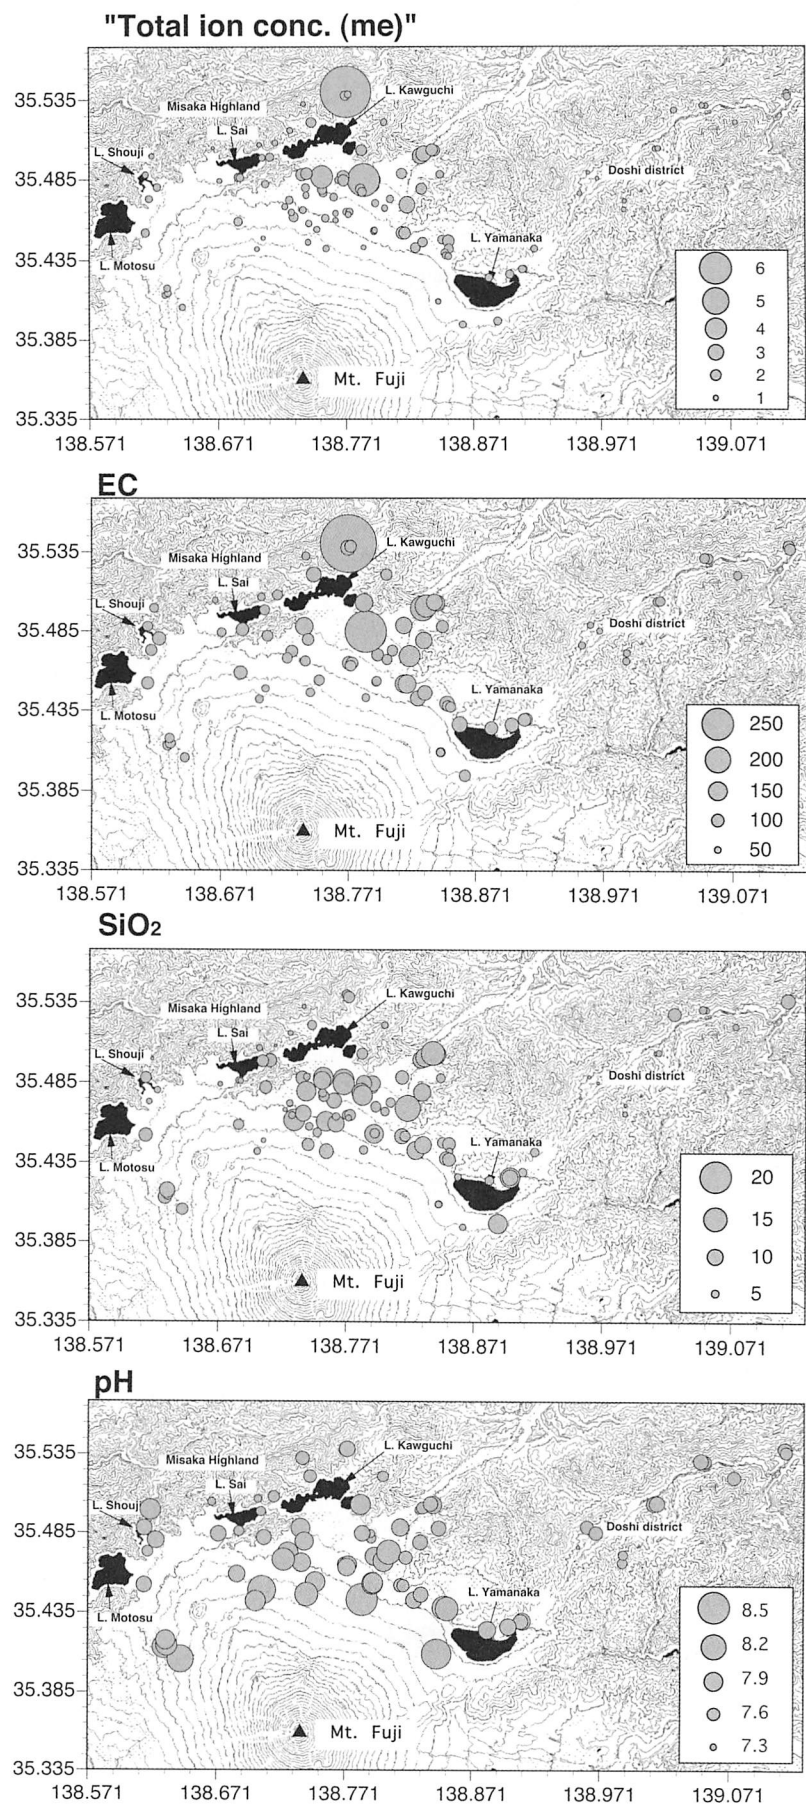 "Total ion conc. (me)"
35.535
35.485
35.435
35.385
35.335
138.571 138.671 138.771 138.871 138.971 139.071
Misaka Highland
L. Kawguchi
L. Sai
L. Shouji
Doshi district
L. Yamanaka
L. Motosu
Mt. Fuji
6
5
4
3
2
1
EC
35.535
35.485
35.435
35.385
35.335
138.571 138.671 138.771 138.871 138.971 139.071
L. Kawguchi
Misaka Highland
L. Sai
L. Shouji
Doshi district
L. Yamanaka
L. Motosu
Mt. Fuji
250
200
150
100
50
SiO2
35.535
35.485
35.435
35.385
35.335
138.571 138.671 138.771 138.871 138.971 139.071
Misaka Highland
L. Kawguchi
L. Sai
L. Shouji
Doshi district
L. Yamanaka
L. Motosu
Mt. Fuji
20
15
10
5
pH
35.535
35.485
35.435
35.385
35.335
138.571 138.671 138.771 138.871 138.971 139.071
L. Kawguchi
Misaka Highland
L. Sai
L. Shouji
Doshi district
L. Yamanaka
L. Motosu
Mt. Fuji
8.5
8.2
7.9
7.6
7.3